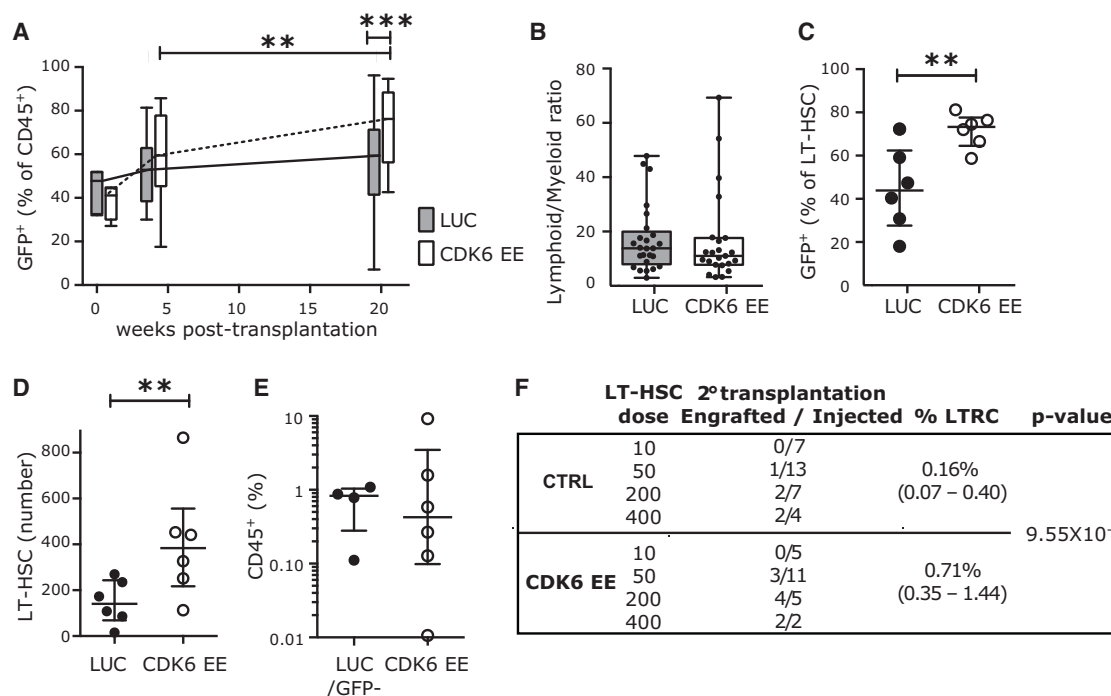 A
GFP⁺ (% of CD45⁺)
100
80
60
40
20
0
0 5 10 15 20
weeks post-transplantation
**
***
LUC
CDK6 EE
B
Lymphoid/Myeloid ratio
80
60
40
20
0
LUC CDK6 EE
C
GFP⁺ (% of LT-HSC)
**
100
80
60
40
20
0
LUC CDK6 EE
D
LT-HSC (number)
**
800
600
400
200
0
LUC CDK6 EE
E
CD45⁺ (%)
10
1
0.10
0.01
LUC CDK6 EE
/GFP-
F
LT-HSC 2° transplantation
dose Engrafted / Injected % LTRC p-value
CTRL
10 0/7
50 1/13
200 2/7
400 2/4
0.16%
(0.07 – 0.40)
CDK6 EE
10 0/5
50 3/11
200 4/5
400 2/2
0.71%
(0.35 – 1.44)
9.55X10⁻